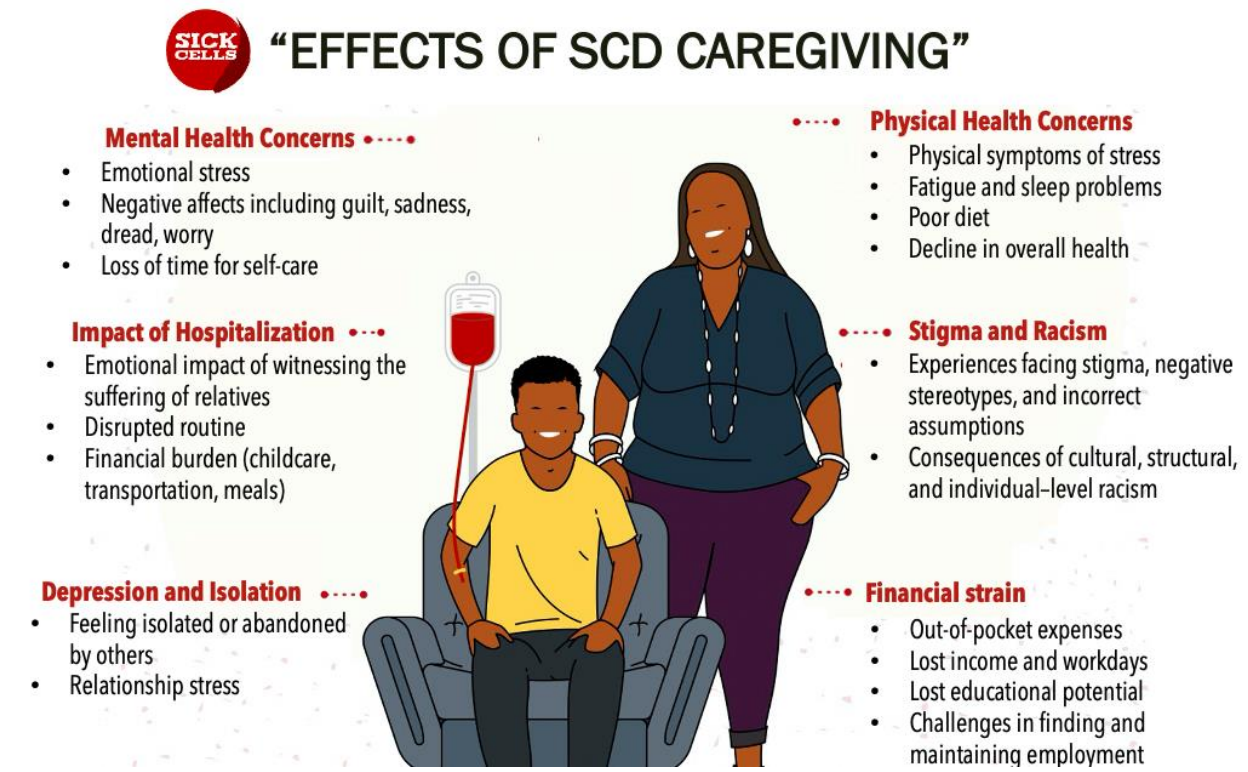 SICK
CELLS
“EFFECTS OF SCD CAREGIVING”
Mental Health Concerns
• Emotional stress
• Negative affects including guilt, sadness,
dread, worry
• Loss of time for self-care
Impact of Hospitalization
• Emotional impact of witnessing the
suffering of relatives
• Disrupted routine
• Financial burden (childcare,
transportation, meals)
Depression and Isolation
• Feeling isolated or abandoned
by others
• Relationship stress
Physical Health Concerns
• Physical symptoms of stress
• Fatigue and sleep problems
• Poor diet
• Decline in overall health
Stigma and Racism
• Experiences facing stigma, negative
stereotypes, and incorrect
assumptions
• Consequences of cultural, structural,
and individual–level racism
Financial strain
• Out-of-pocket expenses
• Lost income and workdays
• Lost educational potential
• Challenges in finding and
maintaining employment